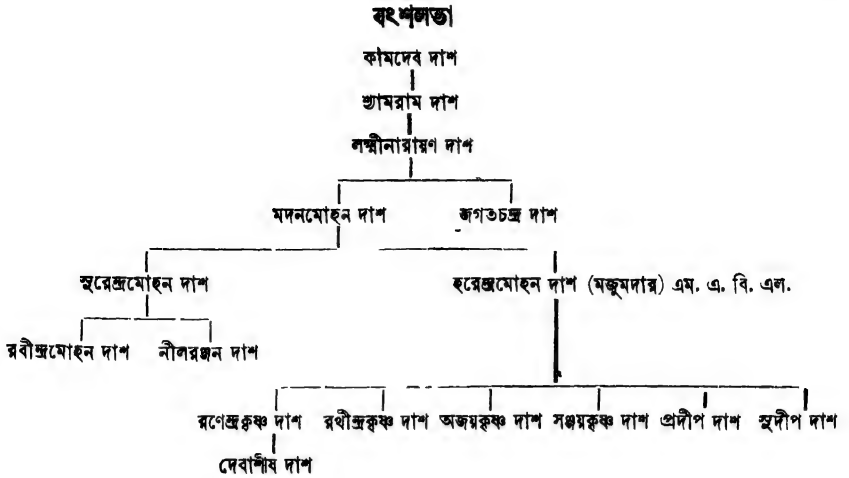 বংশলতা
কামদেব দাশ
শ্যামরাম দাশ
লক্ষ্মীনারায়ণ দাশ
মদনমোহন দাশ জগতচন্দ্র দাশ
সুরেন্দ্রমোহন দাশ হরেন্দ্রমোহন দাশ (মজুমদার) এম. এ. বি. এল.
রবীন্দ্রমোহন দাশ নীলরঞ্জন দাশ
রণেন্দ্রকৃষ্ণ দাশ রথীন্দ্রকৃষ্ণ দাশ অজয়কৃষ্ণ দাশ সঞ্জয়কৃষ্ণ দাশ প্রদীপ দাশ সুদীপ দাশ
দেবাশীষ দাশ